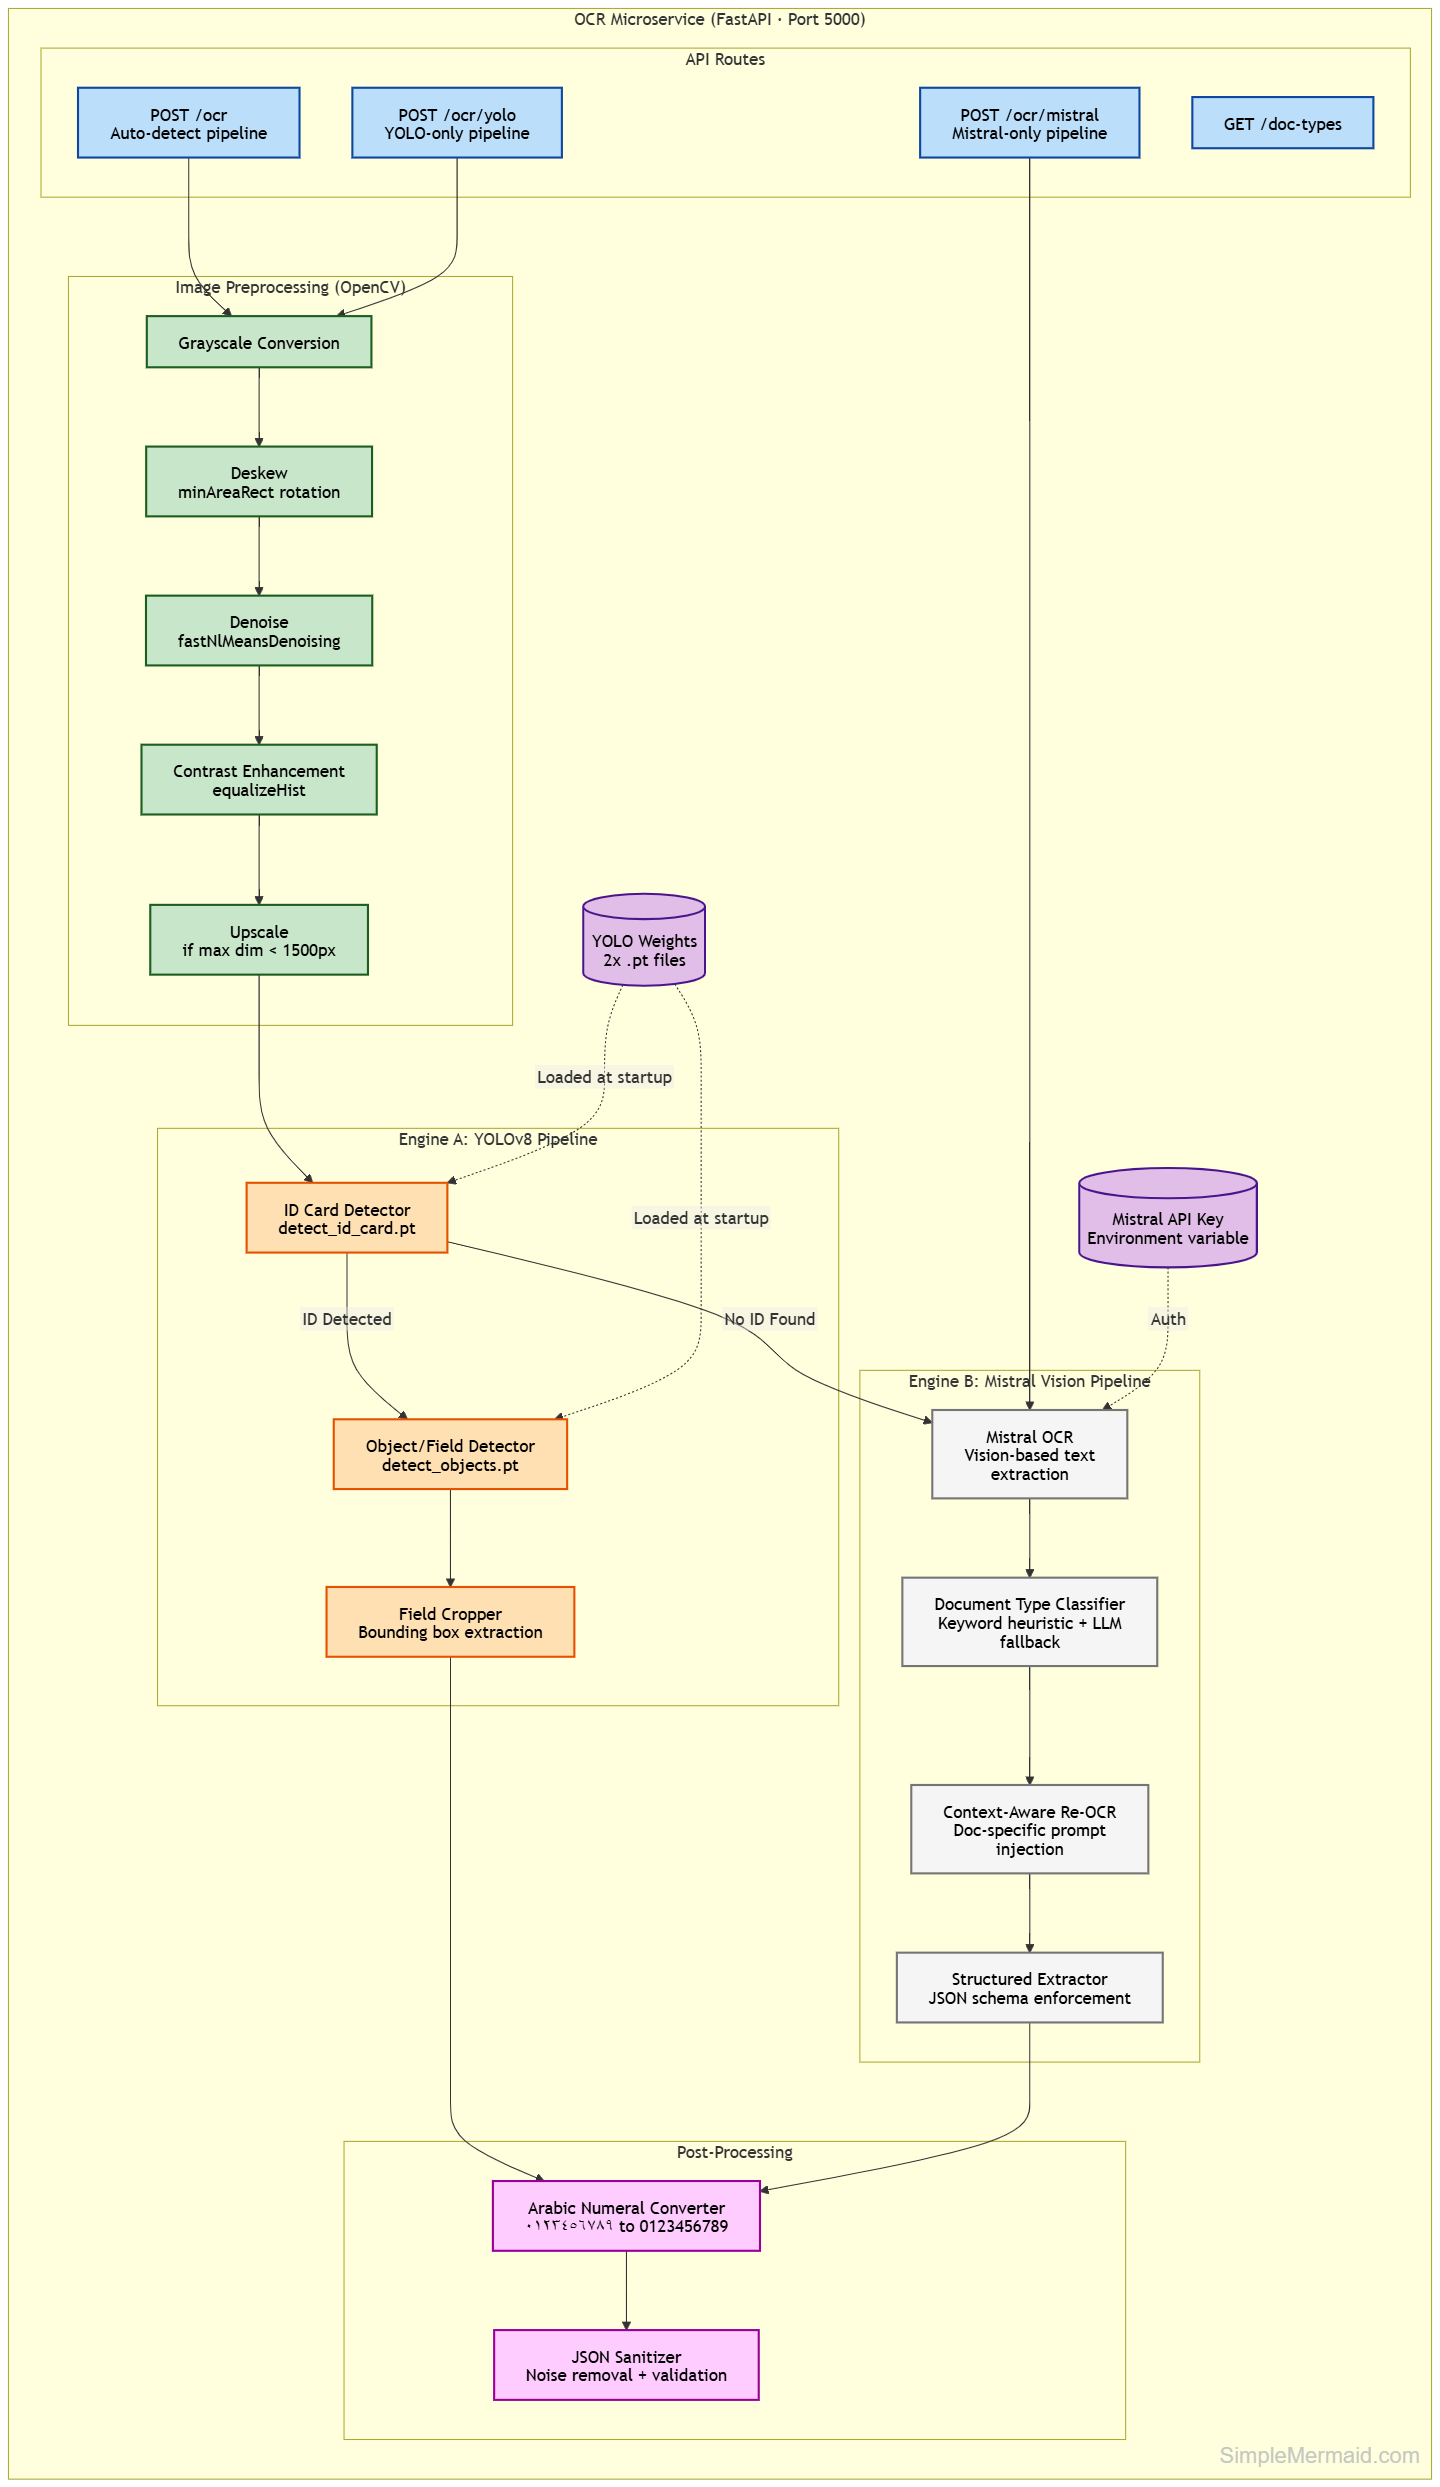 OCR Microservice (FastAPI · Port 5000)
API Routes
POST /ocr
Auto-detect pipeline
POST /ocr/yolo
YOLO-only pipeline
POST /ocr/mistral
Mistral-only pipeline
GET /doc-types
Image Preprocessing (OpenCV)
Grayscale Conversion
Deskew
minAreaRect rotation
Denoise
fastNlMeansDenoising
Contrast Enhancement
equalizeHist
Upscale
if max dim < 1500px
YOLO Weights
2x .pt files
Loaded at startup
Engine A: YOLOv8 Pipeline
ID Card Detector
detect_id_card.pt
Loaded at startup
Mistral API Key
Environment variable
ID Detected
No ID Found
Auth
Engine B: Mistral Vision Pipeline
Object/Field Detector
detect_objects.pt
Mistral OCR
Vision-based text
extraction
Field Cropper
Bounding box extraction
Document Type Classifier
Keyword heuristic + LLM
fallback
Context-Aware Re-OCR
Doc-specific prompt
injection
Structured Extractor
JSON schema enforcement
Post-Processing
Arabic Numeral Converter
٠١٢٣٤٥٦٧٨٩ to 0123456789
JSON Sanitizer
Noise removal + validation
SimpleMermaid.com